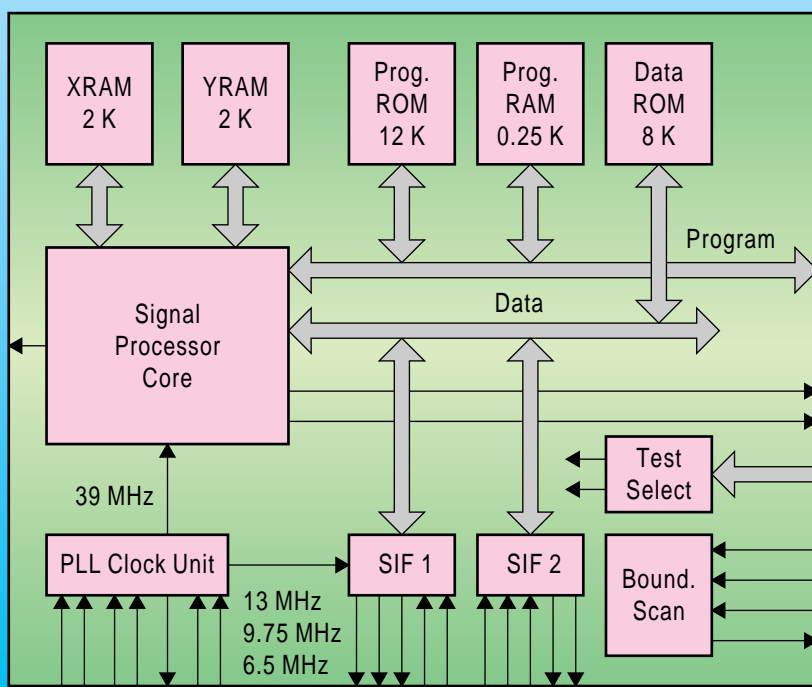 XRAM
2 K
YRAM
2 K
Prog.
ROM
12 K
Prog.
RAM
0.25 K
Data
ROM
8 K
Program
Data
Signal
Processor
Core
39 MHz
Test
Select
PLL Clock Unit
SIF 1
SIF 2
13 MHz
9.75 MHz
6.5 MHz
Bound.
Scan